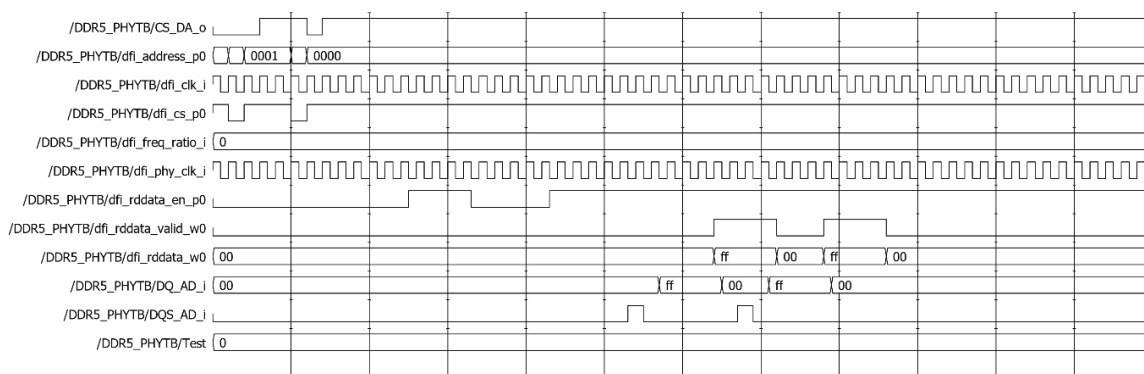 /DDR5_PHYTB/CS_DA_o
/DDR5_PHYTB/dfi_address_p0 0001 0000
/DDR5_PHYTB/dfi_clk_i
/DDR5_PHYTB/dfi_cs_p0
/DDR5_PHYTB/dfi_freq_ratio_i 0
/DDR5_PHYTB/dfi_phy_clk_i
/DDR5_PHYTB/dfi_rddata_en_p0
/DDR5_PHYTB/dfi_rddata_valid_w0
/DDR5_PHYTB/dfi_rddata_w0 00 ff 00 ff 00
/DDR5_PHYTB/DQ_AD_i 00 ff 00 ff 00
/DDR5_PHYTB/DQS_AD_i
/DDR5_PHYTB/Test 0